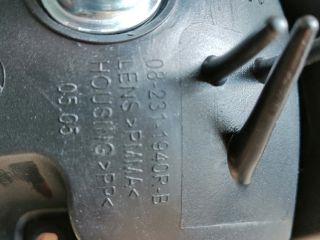 08-231-1940R-B
LENS>PMMA<
HOUSING>PP<
05.05